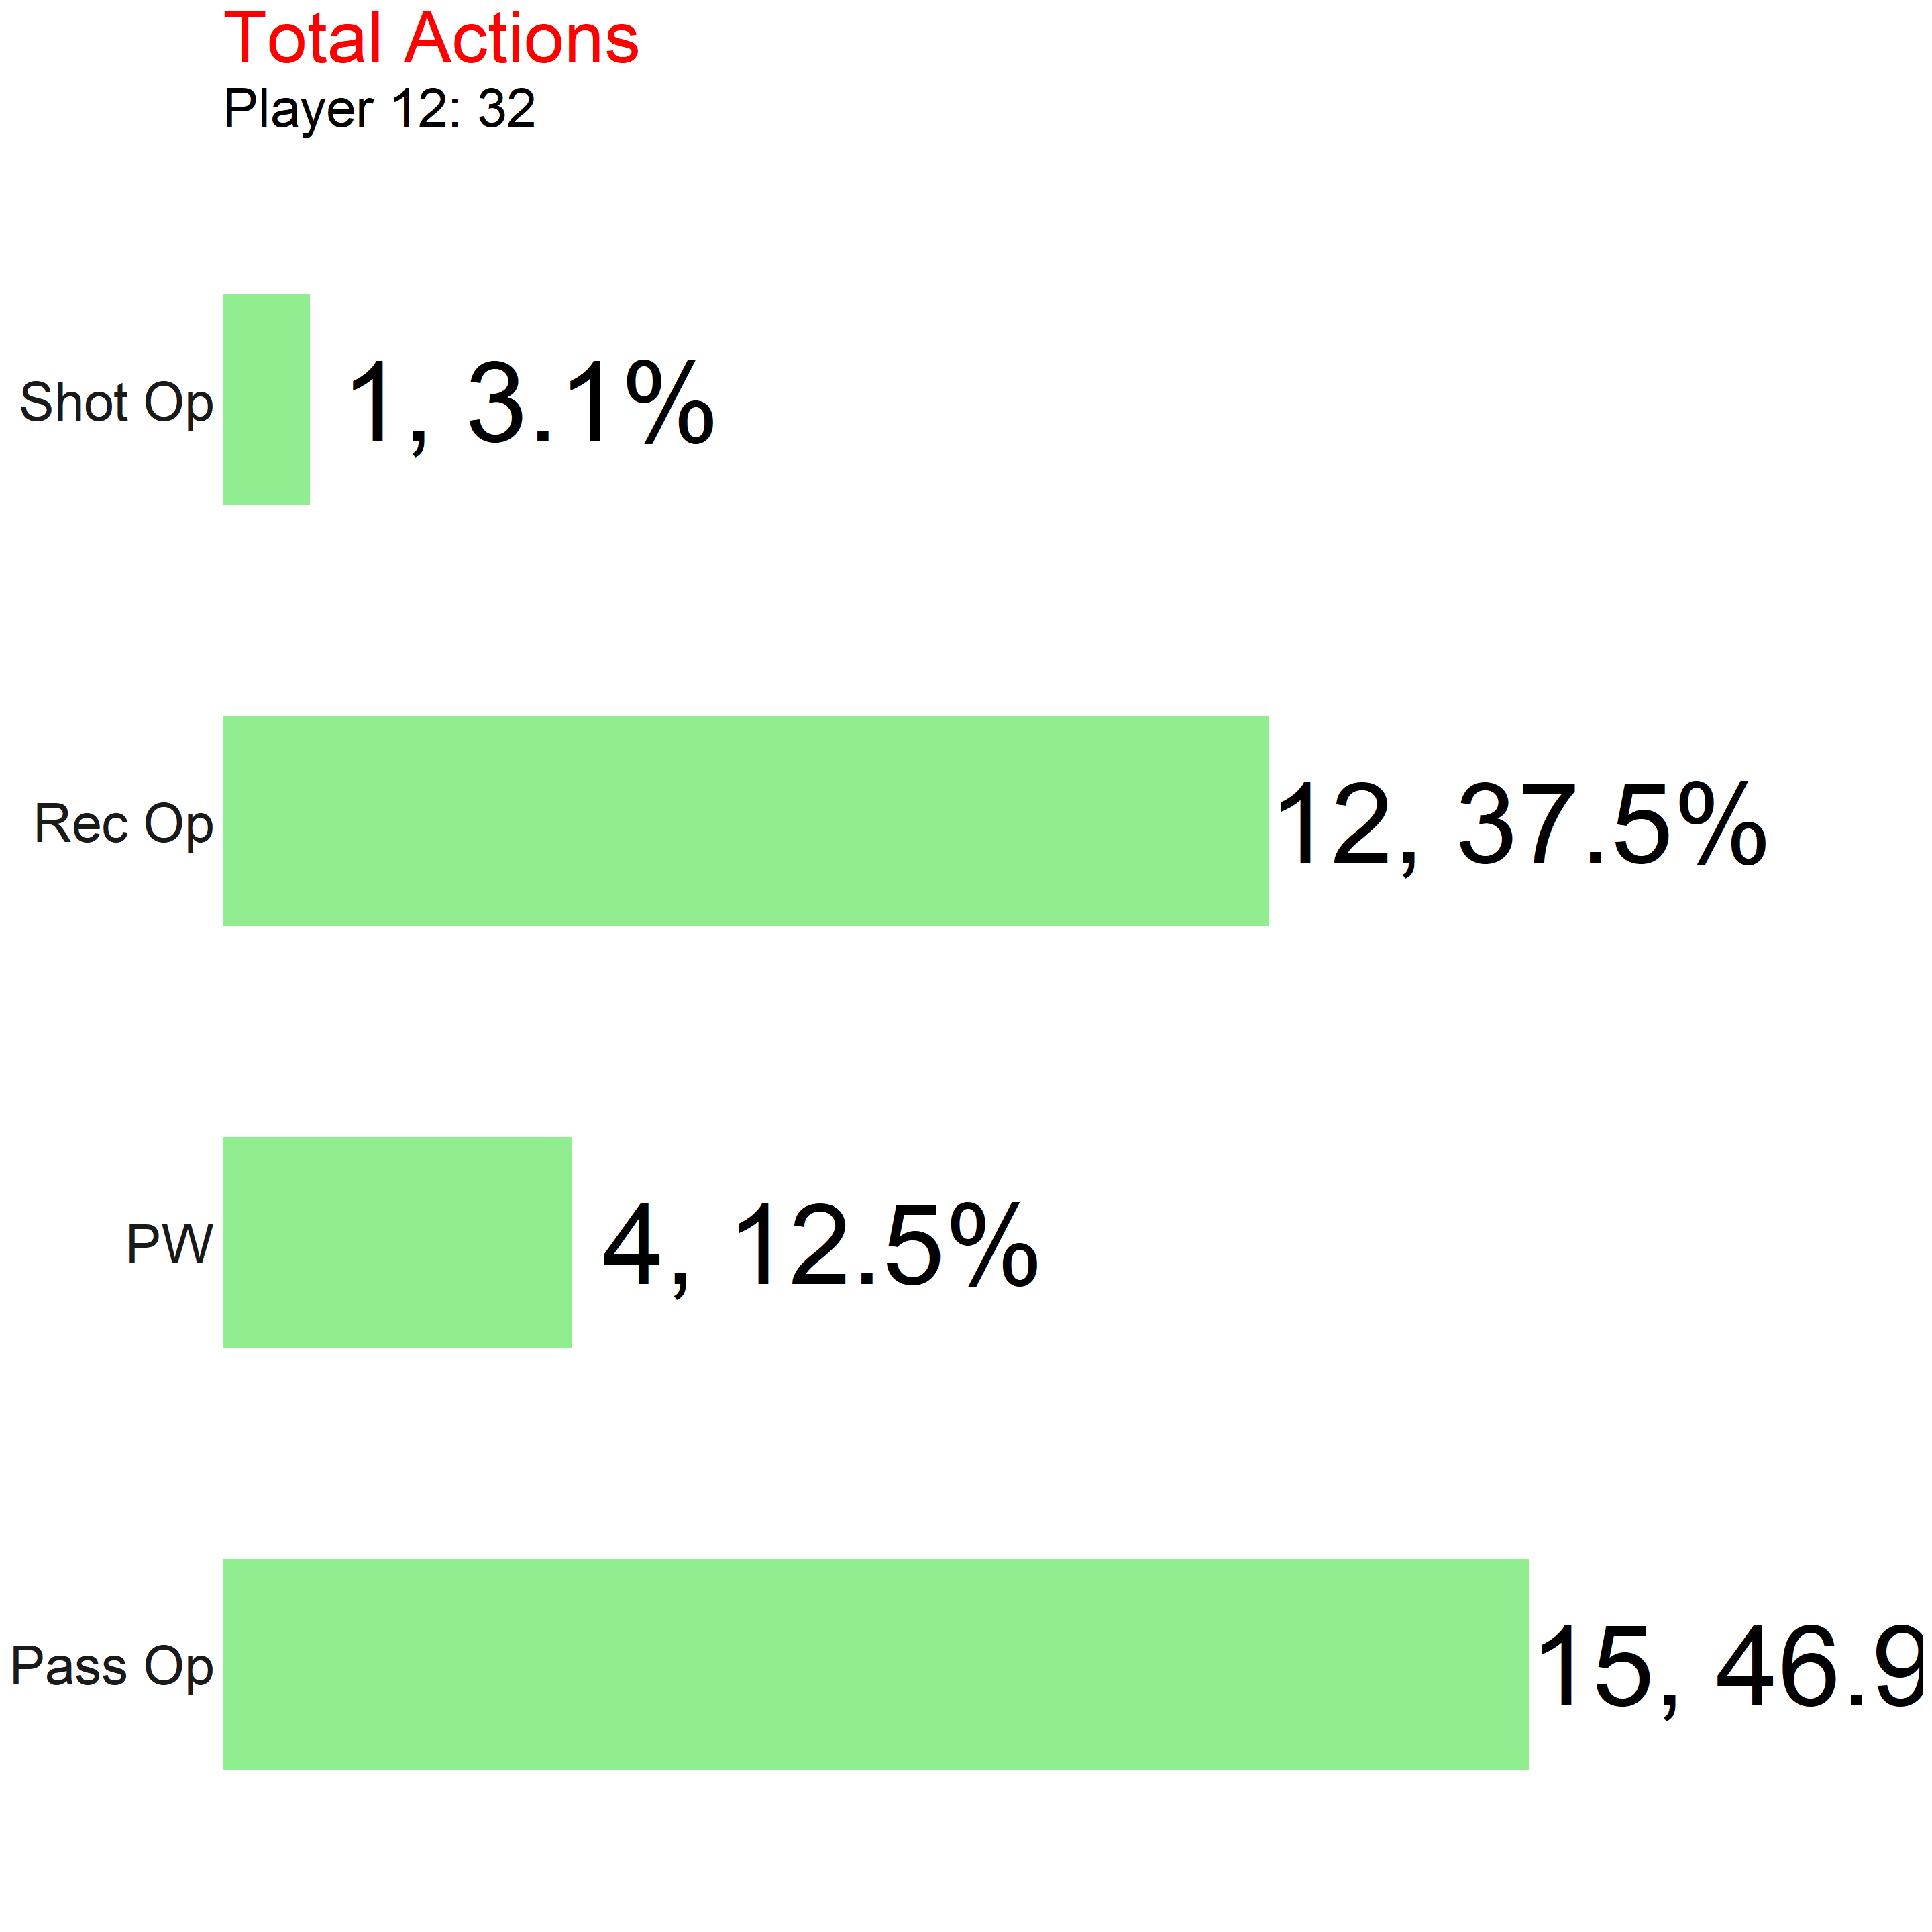 Total Actions
Player 12: 32
Shot Op 1, 3.1%
Rec Op 12, 37.5%
PW 4, 12.5%
Pass Op 15, 46.9